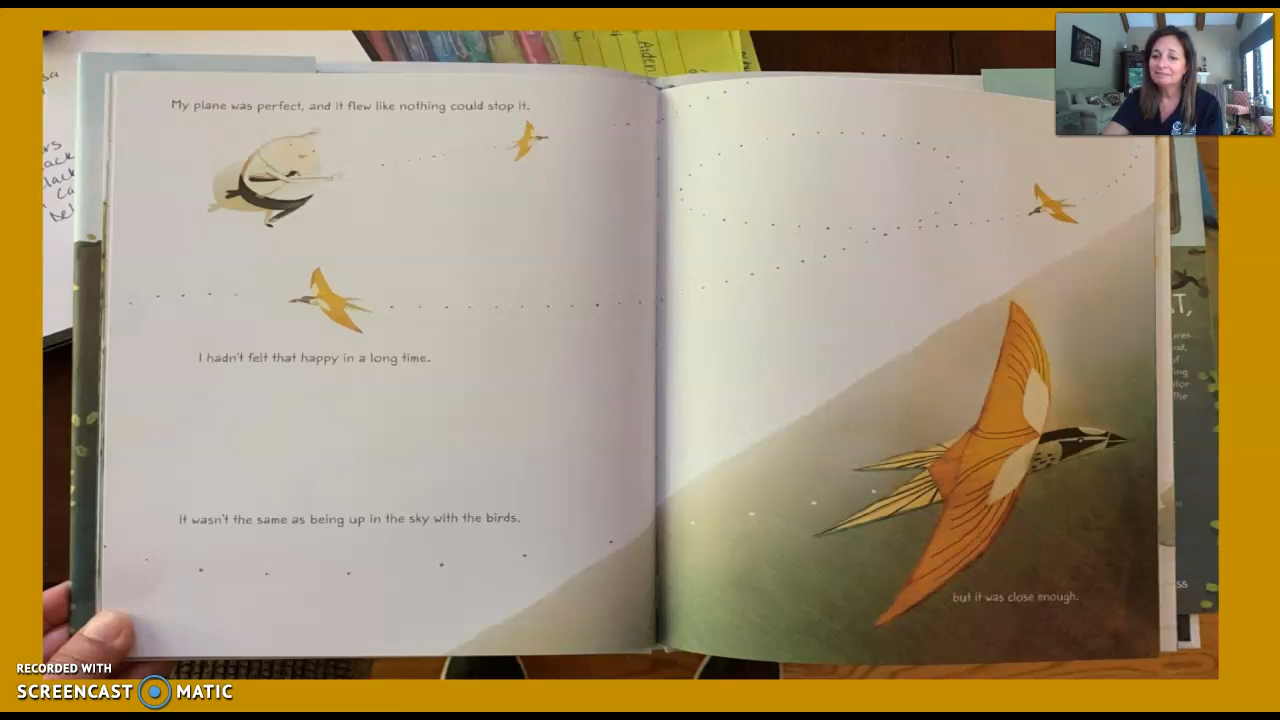 My plane was perfect, and it flew like nothing could stop it.
I hadn't felt that happy in a long time.
It wasn't the same as being up in the sky with the birds,
but it was close enough.
Aiden
RECORDED WITH
SCREENCAST MATIC